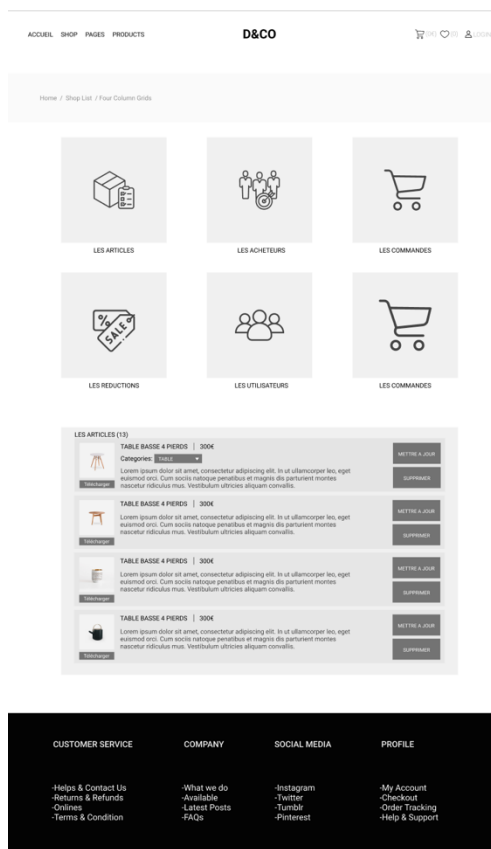 ACCUEIL SHOP PAGES PRODUCTS
D&CO
(0€) (0) LOGIN
Home / Shop List / Four Column Grids
LES ARTICLES
LES ACHETEURS
LES COMMANDES
% SALE
LES REDUCTIONS
LES UTILISATEURS
LES COMMANDES
LES ARTICLES (13)
TABLE BASSE 4 PIERDS | 300€
Categories: TABLE
Lorem ipsum dolor sit amet, consectetur adipiscing elit. In ut ullamcorper leo, eget
euismod orci. Cum sociis natoque penatibus et magnis dis parturient montes
nascetur ridiculus mus. Vestibulum ultricies aliquam convallis.
Télécharger
METTRE A JOUR
SUPPRIMER
TABLE BASSE 4 PIERDS | 300€
Lorem ipsum dolor sit amet, consectetur adipiscing elit. In ut ullamcorper leo, eget
euismod orci. Cum sociis natoque penatibus et magnis dis parturient montes
nascetur ridiculus mus. Vestibulum ultricies aliquam convallis.
Télécharger
METTRE A JOUR
SUPPRIMER
TABLE BASSE 4 PIERDS | 300€
Lorem ipsum dolor sit amet, consectetur adipiscing elit. In ut ullamcorper leo, eget
euismod orci. Cum sociis natoque penatibus et magnis dis parturient montes
nascetur ridiculus mus. Vestibulum ultricies aliquam convallis.
Télécharger
METTRE A JOUR
SUPPRIMER
TABLE BASSE 4 PIERDS | 300€
Lorem ipsum dolor sit amet, consectetur adipiscing elit. In ut ullamcorper leo, eget
euismod orci. Cum sociis natoque penatibus et magnis dis parturient montes
nascetur ridiculus mus. Vestibulum ultricies aliquam convallis.
Télécharger
METTRE A JOUR
SUPPRIMER
CUSTOMER SERVICE
-Helps & Contact Us
-Returns & Refunds
-Onlines
-Terms & Condition
COMPANY
-What we do
-Available
-Latest Posts
-FAQs
SOCIAL MEDIA
-Instagram
-Twitter
-Tumblr
-Pinterest
PROFILE
-My Account
-Checkout
-Order Tracking
-Help & Support